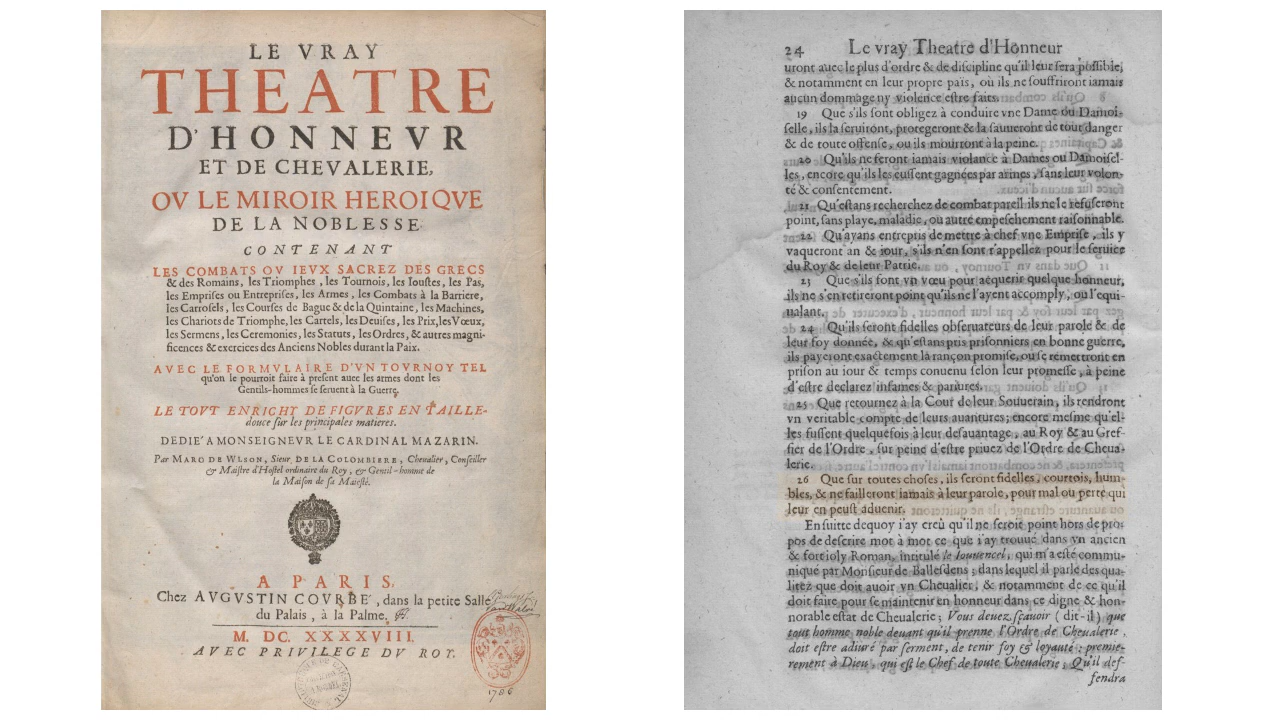 LE VRAY
THEATRE
D'HONNEVR
ET DE CHEVALERIE,
OV LE MIROIR HEROIQVE
DE LA NOBLESSE
CONTENANT
LES COMBATS OV IEVX SACREZ DES GRECS
& des Romains, les Triomphes, les Tournois, les Ioustes, les Pas,
les Emprises ou Entreprises, les Armes, les Combats à la Barriere,
les Carrosels, les Courses de Bague & de la Quintaine, les Machines,
les Chariots de Triomphe, les Cartels, les Deuises, les Prix, les Vœux,
les Sermens, les Ceremonies, les Statuts, les Ordres, & autres magni-
ficences & exercices des Anciens Nobles durant la Paix.
AVEC LE FORMVLAIRE D'VN TOVRNOY TEL
qu'on le pourroit faire à present auec les armes dont les
Gentils-hommes se seruent à la Guerre.
LE TOVT ENRICHY DE FIGVRES EN TAILLE-
douce sur les principales matieres.
DEDIE' A MONSEIGNEVR LE CARDINAL MAZARIN.
Par MARC DE WLSON, Sieur DE LA COLOMBIERE, Chevalier, Conseiller
& Maistre d'Hostel ordinaire du Roy, & Gentil-homme de
la Maison de sa Maiesté.
A PARIS,
Chez AVGVSTIN COVRBE', dans la petite Salle
du Palais, à la Palme.
M. DC. XXXXVIII.
AVEC PRIVILEGE DV ROY.
1786
24 Le vray Theatre d'Honneur
uront auec le plus d'ordre & de discipline qu'il leur sera possible,
& notamment en leur propre païs, où ils ne souffriront iamais
aucun dommage ny violence estre faits.
19 Que s'ils sont obligez à conduire vne Dame ou Damoi-
selle, ils la seruiront, protegeront & la sauueront de tout danger
& de toute offense, ou ils mourront à la peine.
20 Qu'ils ne feront iamais violance à Dames ou Damoisel-
les, encore qu'ils les eussent gagnées par armes, sans leur volon-
té & consentement.
21 Qu'estans recherchez de combat pareil ils ne le refuseront
point, sans playe, maladie, ou autre empeschement raisonnable.
22 Qu'ayans entrepris de mettre à chef vne Emprise, ils y
vaqueront an & iour, s'ils n'en sont r'appellez pour le seruice
du Roy & de leur Patrie.
23 Que s'ils font vn vœu pour acquerir quelque honneur,
ils ne s'en retireront point qu'ils ne l'ayent accomply, ou l'equi-
ualant.
24 Qu'ils seront fidelles obseruateurs de leur parole & de
leur foy donnée, & qu'estans pris prisonniers en bonne guerre,
ils payeront exactement la rançon promise, ou se remettront en
prison au iour & temps conuenu selon leur promesse, à peine
d'estre declarez infames & pariures.
25 Que retournez à la Cour de leur Souuerain, ils rendront
vn veritable compte de leurs auantures; encore mesme qu'el-
les fussent quelquefois à leur desauantage, au Roy & au Gref-
fier de l'Ordre, sur peine d'estre priuez de l'Ordre de Cheua-
lerie.
26 Que sur toutes choses, ils seront fidelles, courtois, hum-
bles, & ne failleront iamais à leur parole, pour mal ou perte qui
leur en peust aduenir.
En suitte dequoy i'ay creu qu'il ne seroit point hors de pro-
pos de descrire mot à mot ce que i'ay trouué dans vn ancien
& fort ioly Roman, intitulé le Iouuencel, qui m'a esté commu-
niqué par Monsieur de Ballesdens; dans lequel il parle des qua-
litez que doit auoir vn Cheualier, & notamment de ce qu'il
doit faire pour se maintenir en honneur dans ce digne & hon-
norable estat de Cheualerie; Vous deuez sçauoir (dit-il) que
tout homme noble deuant qu'il prenne l'Ordre de Cheualerie,
doit estre adiuré par serment, de tenir foy & loyauté: premie-
rement à Dieu, qui est le Chef de toute Cheualerie; Qu'il def-
fendra